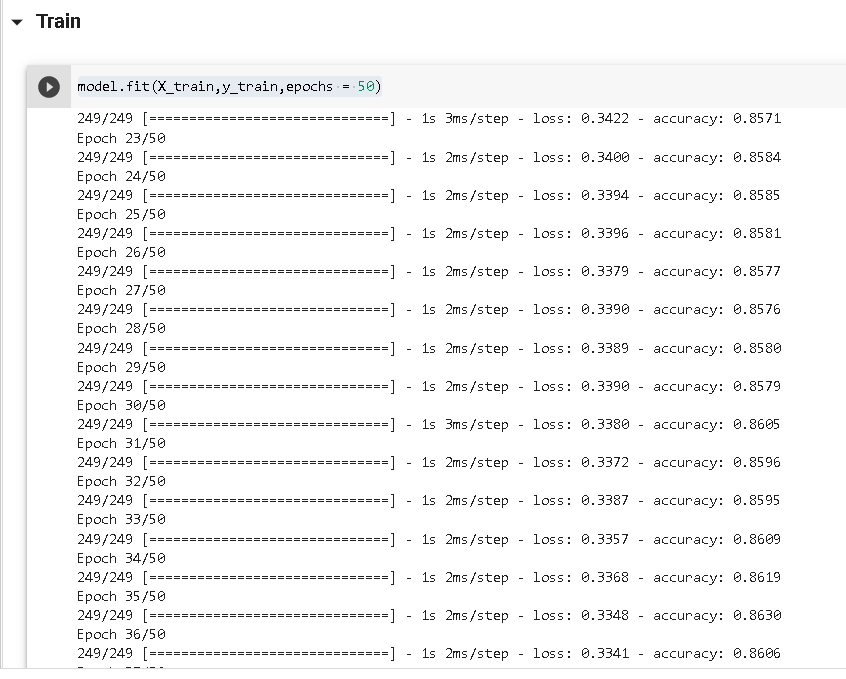 Train
model.fit(X_train,y_train,epochs = 50)
249/249 [==============================] - 1s 3ms/step - loss: 0.3422 - accuracy: 0.8571
Epoch 23/50
249/249 [==============================] - 1s 2ms/step - loss: 0.3400 - accuracy: 0.8584
Epoch 24/50
249/249 [==============================] - 1s 2ms/step - loss: 0.3394 - accuracy: 0.8585
Epoch 25/50
249/249 [==============================] - 1s 2ms/step - loss: 0.3396 - accuracy: 0.8581
Epoch 26/50
249/249 [==============================] - 1s 2ms/step - loss: 0.3379 - accuracy: 0.8577
Epoch 27/50
249/249 [==============================] - 1s 2ms/step - loss: 0.3390 - accuracy: 0.8576
Epoch 28/50
249/249 [==============================] - 1s 2ms/step - loss: 0.3389 - accuracy: 0.8580
Epoch 29/50
249/249 [==============================] - 1s 2ms/step - loss: 0.3390 - accuracy: 0.8579
Epoch 30/50
249/249 [==============================] - 1s 3ms/step - loss: 0.3380 - accuracy: 0.8605
Epoch 31/50
249/249 [==============================] - 1s 2ms/step - loss: 0.3372 - accuracy: 0.8596
Epoch 32/50
249/249 [==============================] - 1s 2ms/step - loss: 0.3387 - accuracy: 0.8595
Epoch 33/50
249/249 [==============================] - 1s 2ms/step - loss: 0.3357 - accuracy: 0.8609
Epoch 34/50
249/249 [==============================] - 1s 2ms/step - loss: 0.3368 - accuracy: 0.8619
Epoch 35/50
249/249 [==============================] - 1s 2ms/step - loss: 0.3348 - accuracy: 0.8630
Epoch 36/50
249/249 [==============================] - 1s 2ms/step - loss: 0.3341 - accuracy: 0.8606